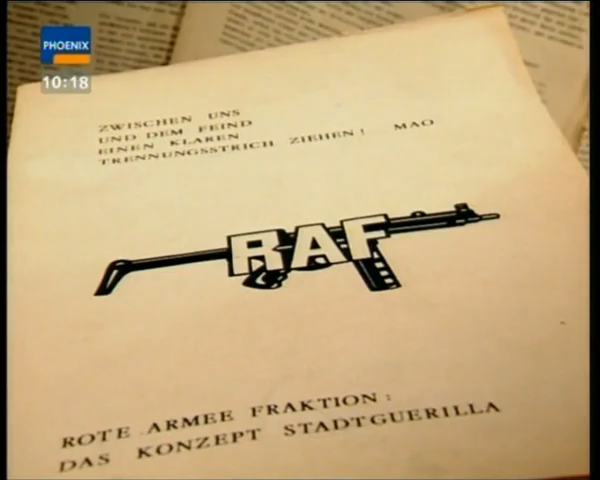 PHOENIX
10:18
ZWISCHEN UNS
UND DEM FEIND
EINEN KLAREN
TRENNUNGSSTRICH ZIEHEN! MAO
RAF
ROTE ARMEE FRAKTION:
DAS KONZEPT STADTGUERILLA